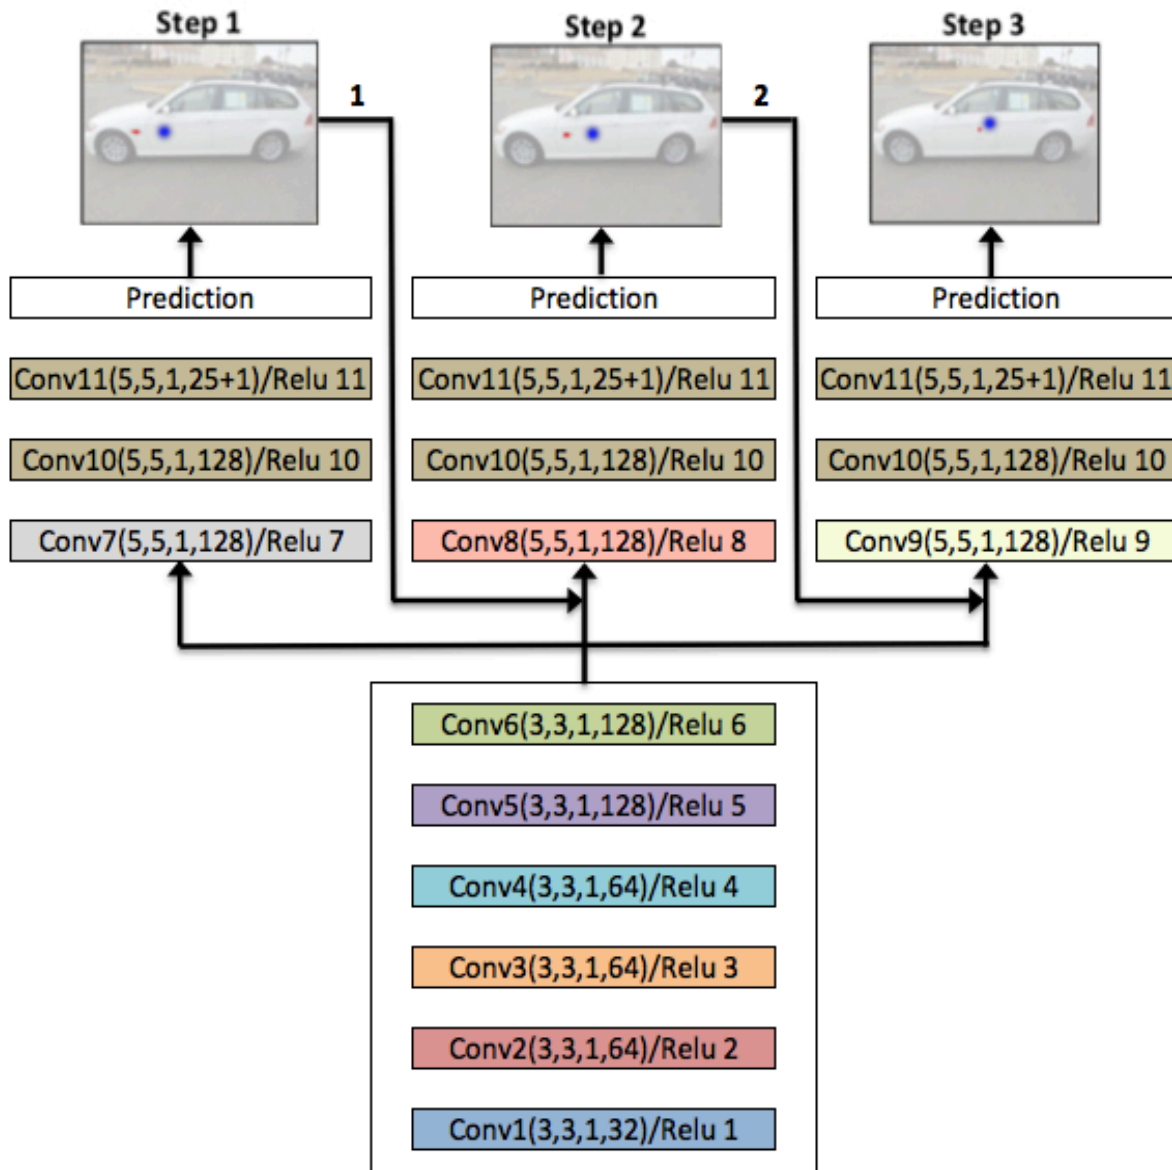 Step 1
Step 2
Step 3
1
2
Prediction
Prediction
Prediction
Conv11(5,5,1,25+1)/Relu 11
Conv11(5,5,1,25+1)/Relu 11
Conv11(5,5,1,25+1)/Relu 11
Conv10(5,5,1,128)/Relu 10
Conv10(5,5,1,128)/Relu 10
Conv10(5,5,1,128)/Relu 10
Conv7(5,5,1,128)/Relu 7
Conv8(5,5,1,128)/Relu 8
Conv9(5,5,1,128)/Relu 9
Conv6(3,3,1,128)/Relu 6
Conv5(3,3,1,128)/Relu 5
Conv4(3,3,1,64)/Relu 4
Conv3(3,3,1,64)/Relu 3
Conv2(3,3,1,64)/Relu 2
Conv1(3,3,1,32)/Relu 1